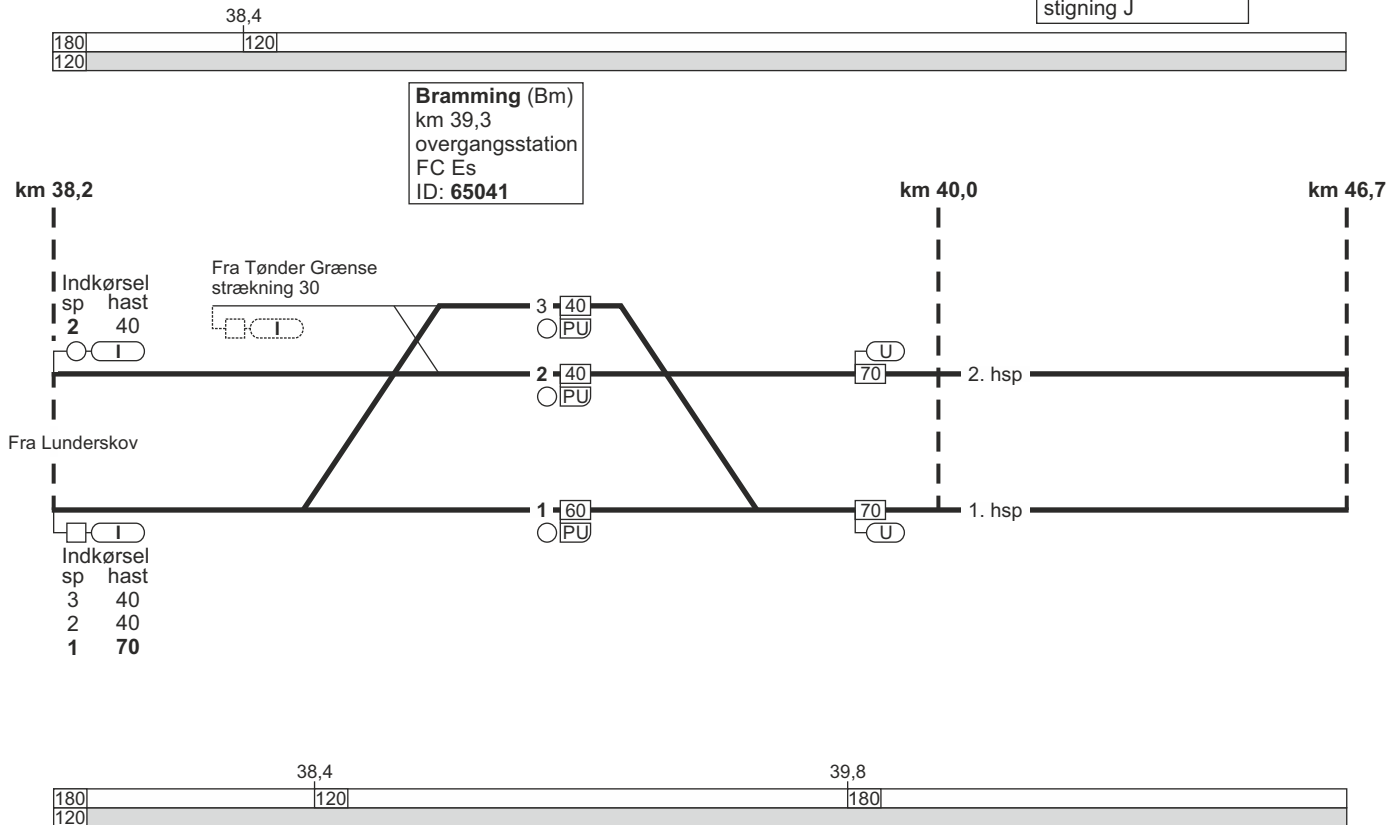 stigning J
38,4
180 120
120
Bramming (Bm)
km 39,3
overgangsstation
FC Es
ID: 65041
km 38,2
km 40,0
km 46,7
Fra Tønder Grænse
strækning 30
I
Indkørsel
sp hast
2 40
I
3 40
PU
2 40
PU
U
70
2. hsp
Fra Lunderskov
1 60
PU
70
U
1. hsp
I
Indkørsel
sp hast
3 40
2 40
1 70
38,4
39,8
180 120 180
120